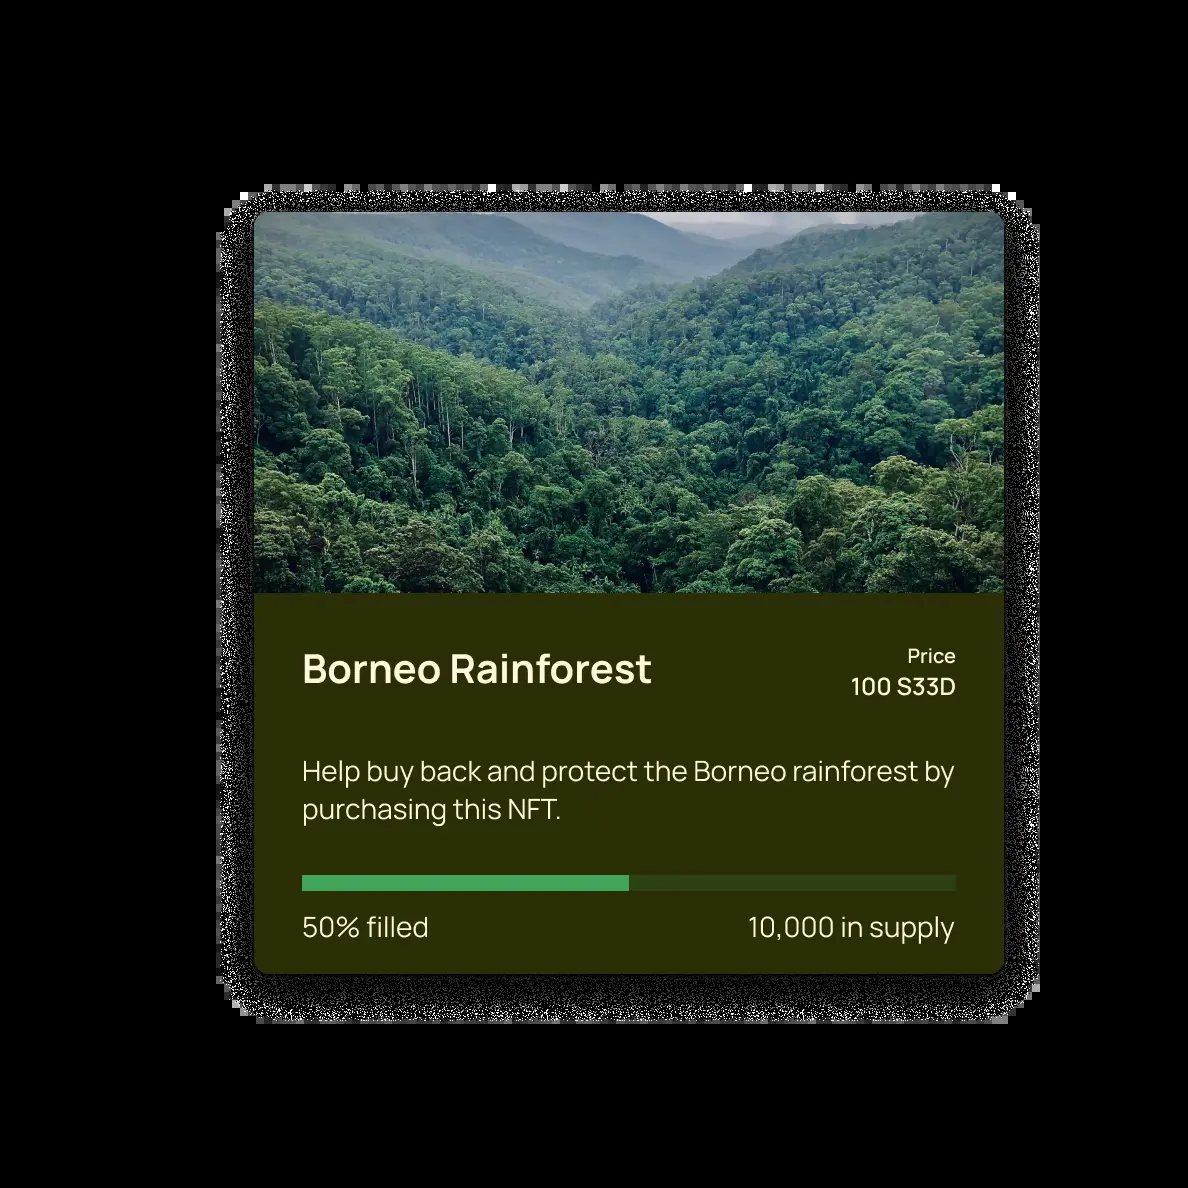 Borneo Rainforest
Price
100 S33D
Help buy back and protect the Borneo rainforest by
purchasing this NFT.
50% filled
10,000 in supply